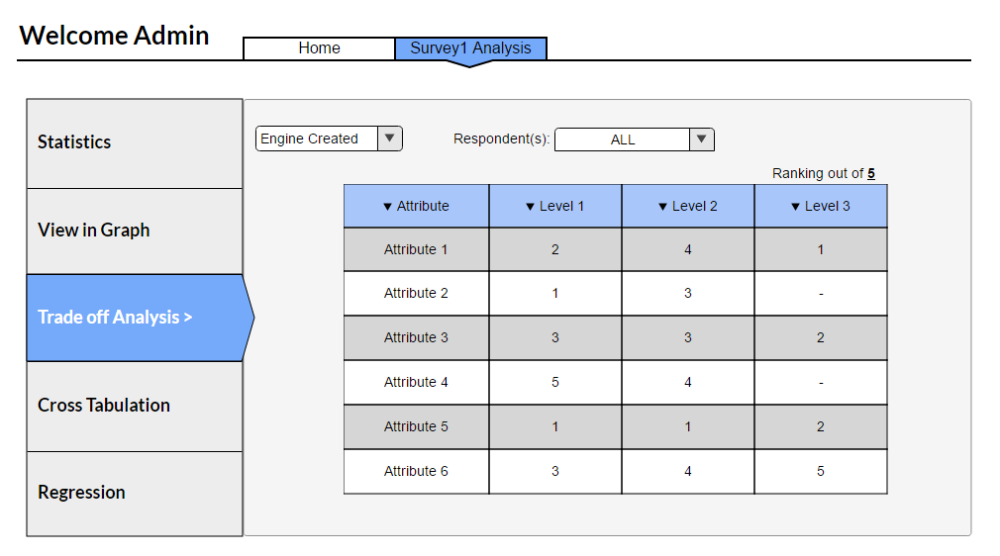 Welcome Admin
Home
Survey1 Analysis
Statistics
View in Graph
Trade off Analysis >
Cross Tabulation
Regression
Engine Created ▼
Respondent(s): ALL ▼
Ranking out of 5
▼ Attribute ▼ Level 1 ▼ Level 2 ▼ Level 3
Attribute 1 2 4 1
Attribute 2 1 3 -
Attribute 3 3 3 2
Attribute 4 5 4 -
Attribute 5 1 1 2
Attribute 6 3 4 5